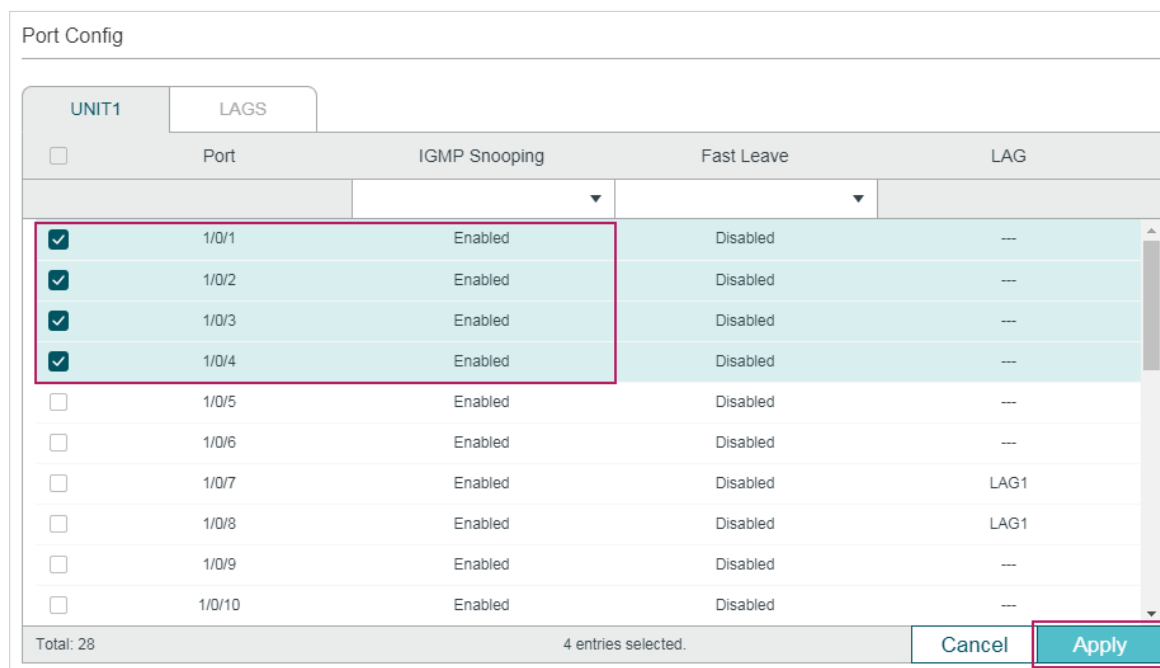 Port Config
UNIT1 LAGS
Port IGMP Snooping Fast Leave LAG
1/0/1 Enabled Disabled ---
1/0/2 Enabled Disabled ---
1/0/3 Enabled Disabled ---
1/0/4 Enabled Disabled ---
1/0/5 Enabled Disabled ---
1/0/6 Enabled Disabled ---
1/0/7 Enabled Disabled LAG1
1/0/8 Enabled Disabled LAG1
1/0/9 Enabled Disabled ---
1/0/10 Enabled Disabled ---
Total: 28 4 entries selected. Cancel Apply